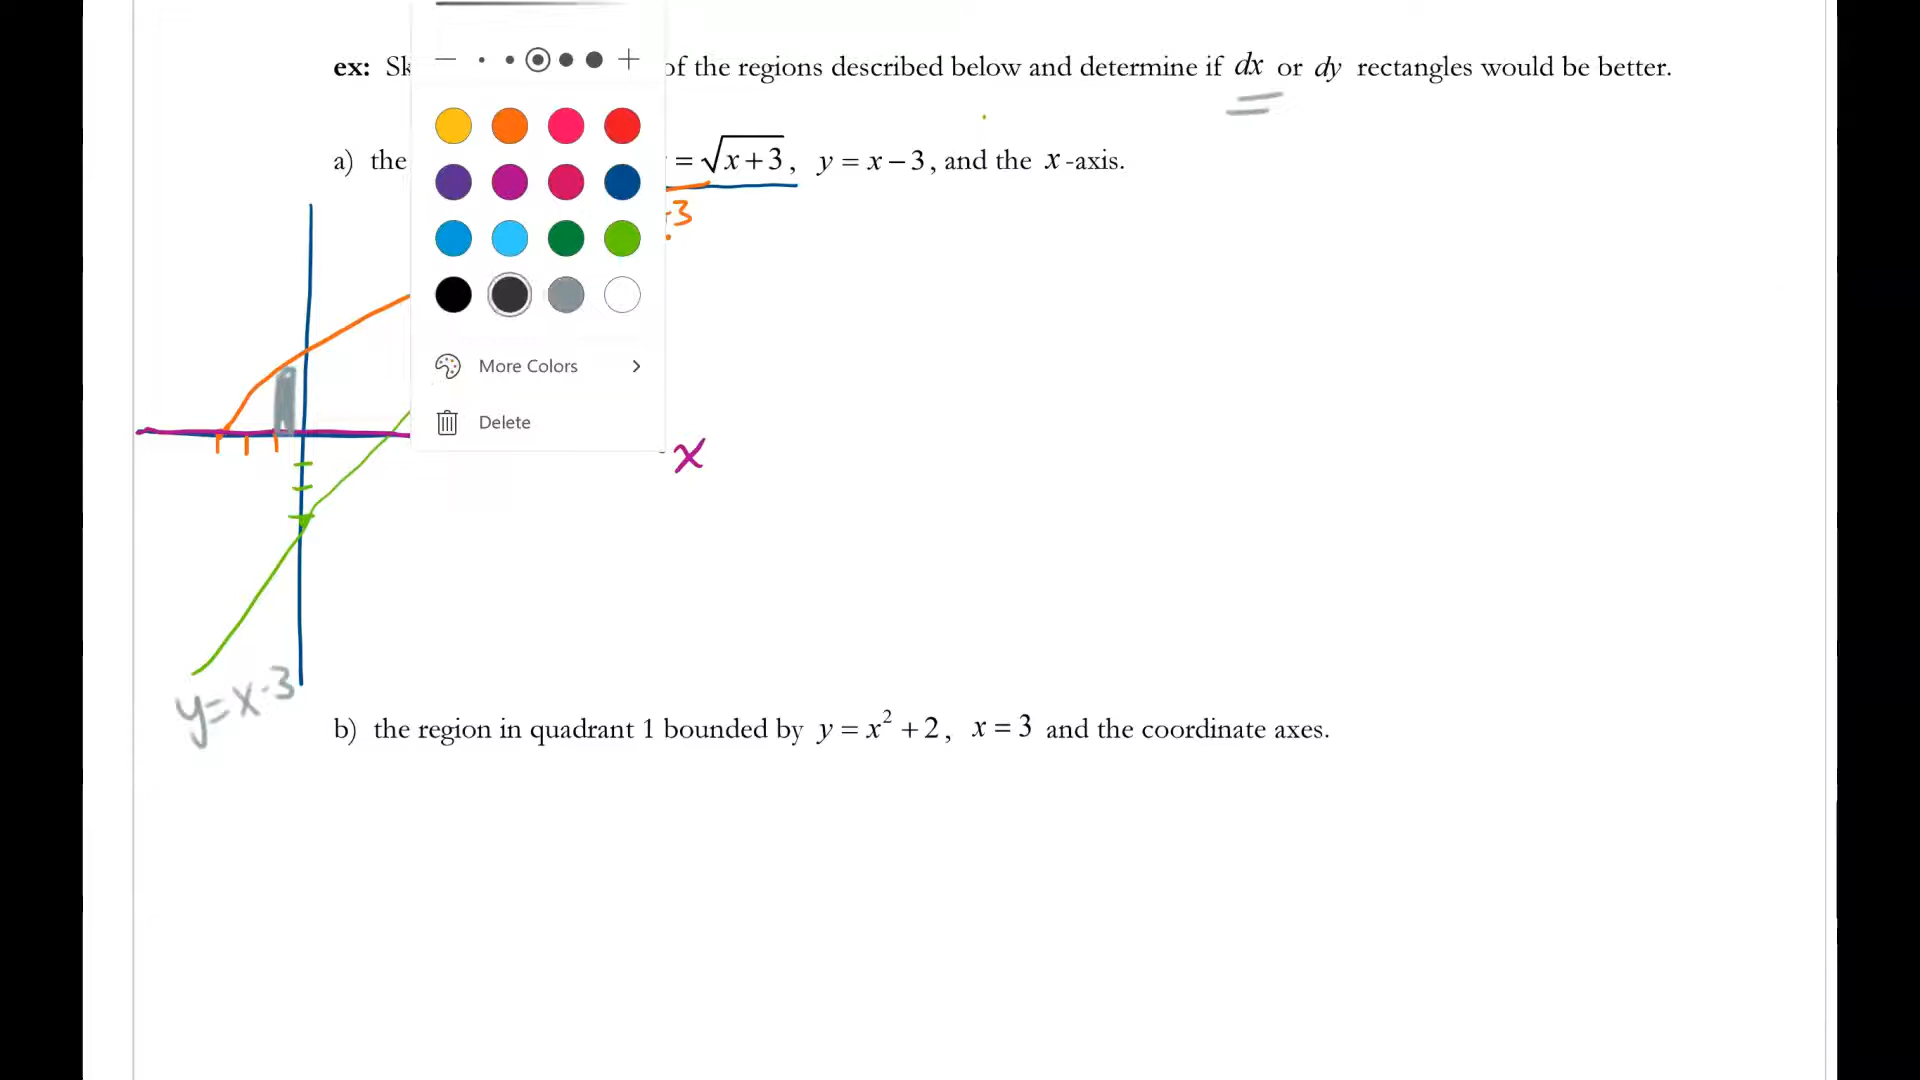 ex: Sk of the regions described below and determine if dx or dy rectangles would be better.
a) the = √x+3, y = x − 3, and the x -axis.
-3
More Colors
Delete
x
y=x-3
b) the region in quadrant 1 bounded by y = x² + 2, x = 3 and the coordinate axes.